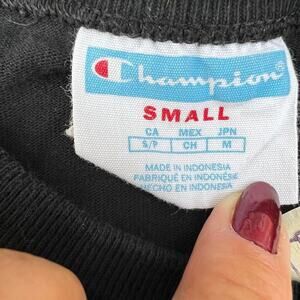 Champion
SMALL
CA MEX JPN
S/P CH M
MADE IN INDONESIA
FABRIQUÉ EN INDONÉSIE
HECHO EN INDONESIA